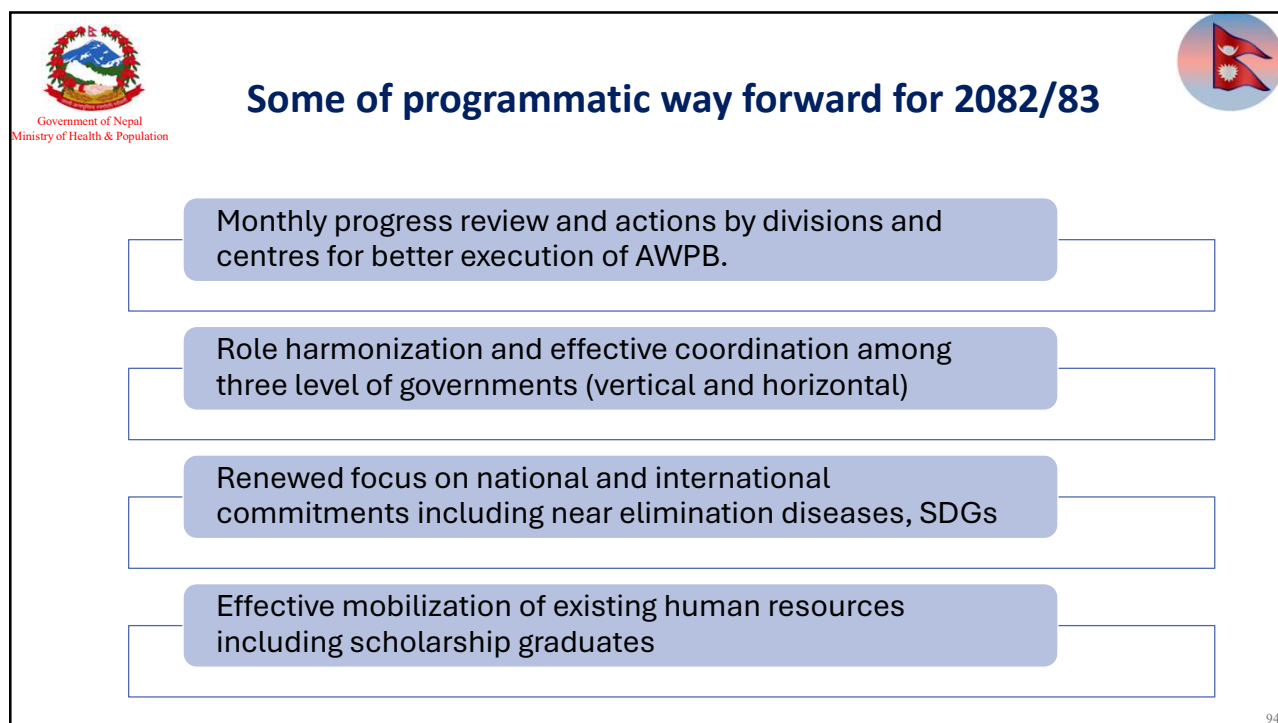 Government of Nepal
Ministry of Health & Population
Some of programmatic way forward for 2082/83
Monthly progress review and actions by divisions and
centres for better execution of AWPB.
Role harmonization and effective coordination among
three level of governments (vertical and horizontal)
Renewed focus on national and international
commitments including near elimination diseases, SDGs
Effective mobilization of existing human resources
including scholarship graduates
94